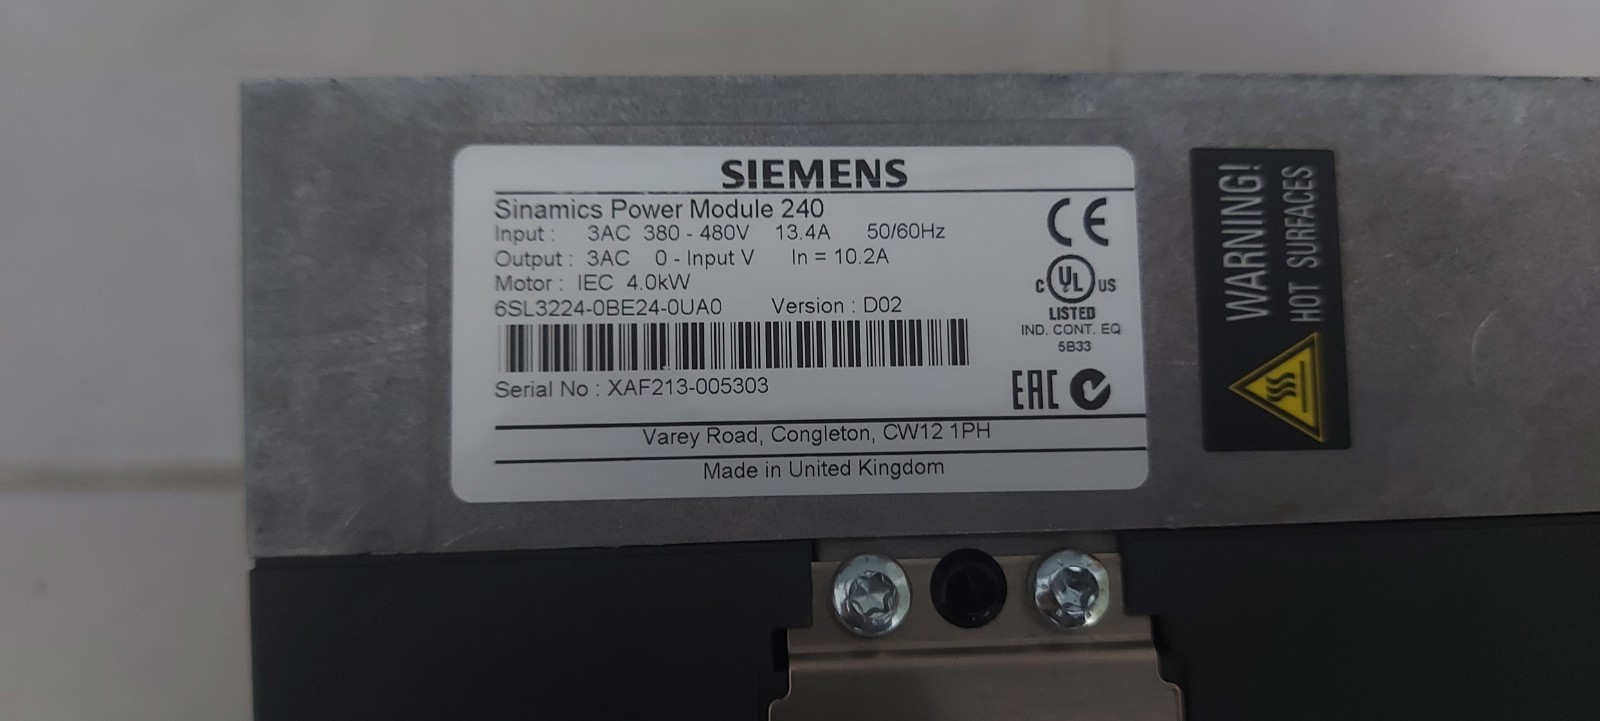 SIEMENS
Sinamics Power Module 240
Input : 3AC 380 - 480V 13.4A 50/60Hz
Output : 3AC 0 - Input V In = 10.2A
Motor : IEC 4.0kW
6SL3224-0BE24-0UA0 Version : D02
Serial No : XAF213-005303
CE
C UL US
LISTED
IND. CONT. EQ
5B33
EAC
Varey Road, Congleton, CW12 1PH
Made in United Kingdom
WARNING!
HOT SURFACES